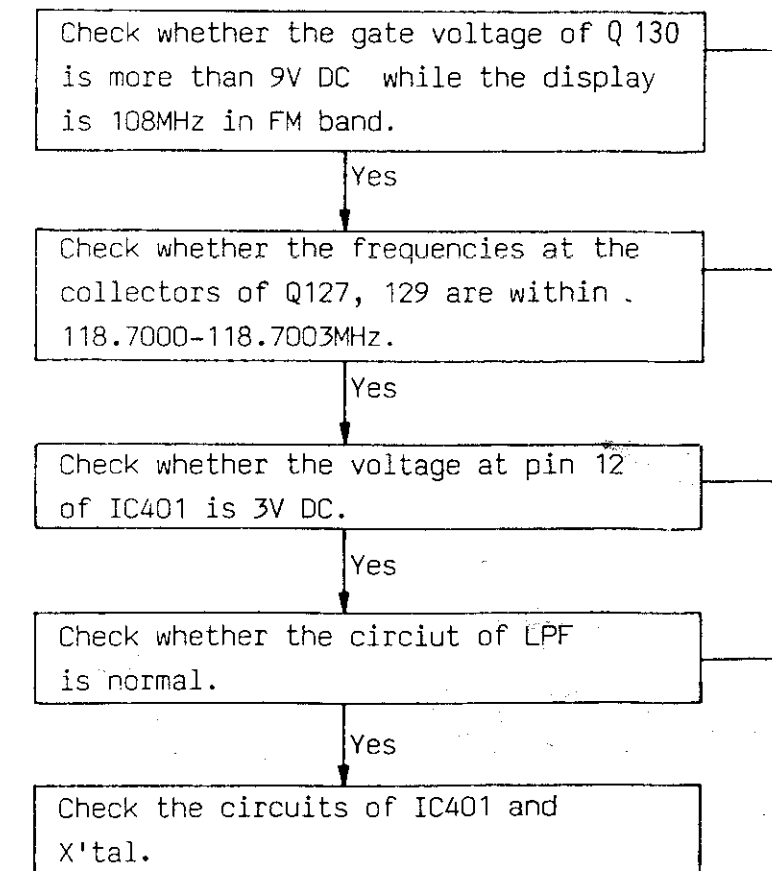 Check whether the gate voltage of Q 130
is more than 9V DC while the display
is 108MHz in FM band.
Yes
Check whether the frequencies at the
collectors of Q127, 129 are within .
118.7000-118.7003MHz.
Yes
Check whether the voltage at pin 12
of IC401 is 3V DC.
Yes
Check whether the circiut of LPF
is normal.
Yes
Check the circuits of IC401 and
X'tal.